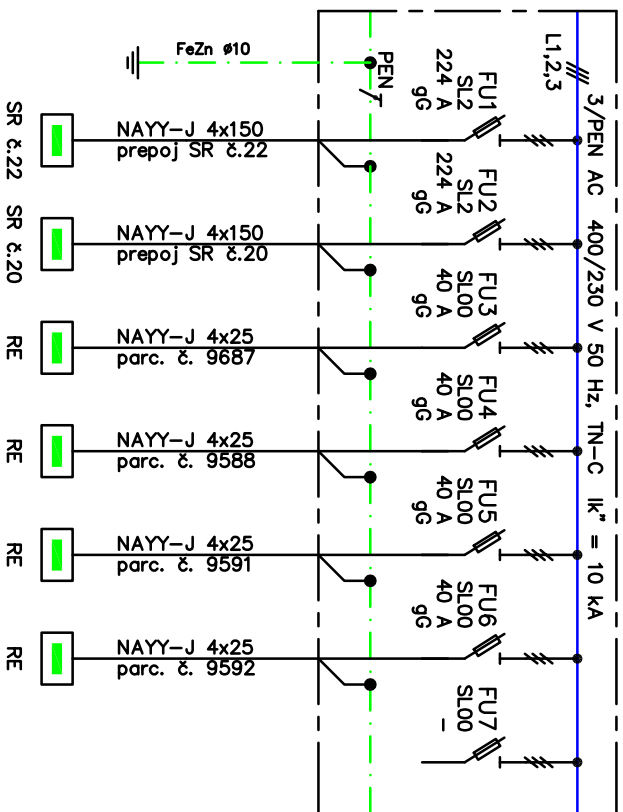 3/PEN AC 400/230 V 50 Hz, TN-C Ik" = 10 kA
L1,2,3
FU1
SL2
224 A
gG
FU2
SL2
224 A
gG
FU3
SL00
40 A
gG
FU4
SL00
40 A
gG
FU5
SL00
40 A
gG
FU6
SL00
40 A
gG
FU7
SL00
–
PEN
FeZn ø10
NAYY-J 4x150
prepoj SR č.22
NAYY-J 4x150
prepoj SR č.20
NAYY-J 4x25
parc. č. 9687
NAYY-J 4x25
parc. č. 9588
NAYY-J 4x25
parc. č. 9591
NAYY-J 4x25
parc. č. 9592
SR č.22
SR č.20
RE
RE
RE
RE